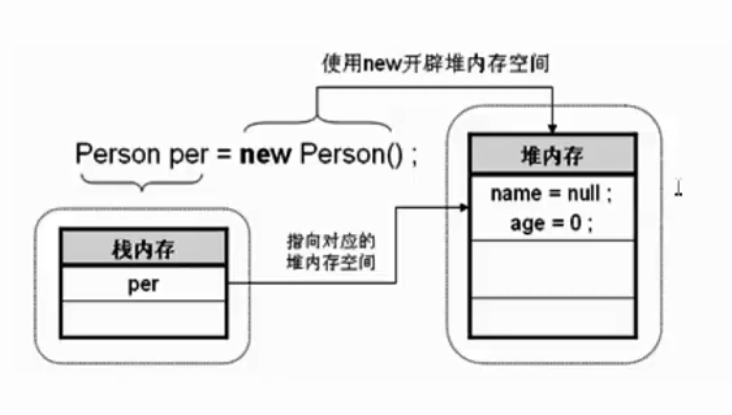 使用new开辟堆内存空间
Person per = new Person() ;
堆内存
name = null ;
age = 0 ;
栈内存
per
指向对应的
堆内存空间